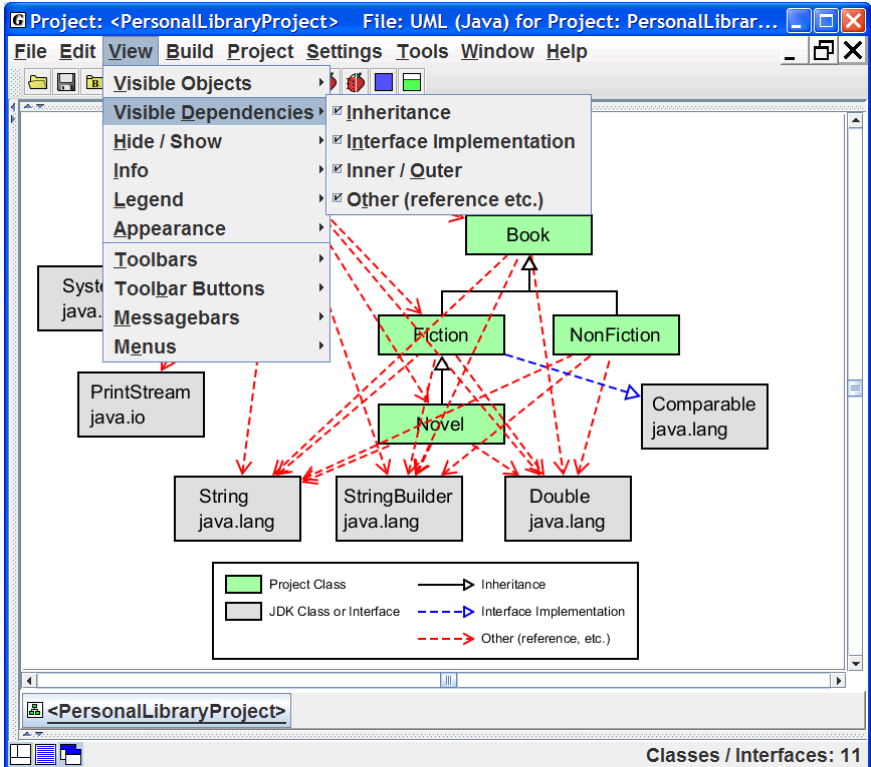 G Project: <PersonalLibraryProject> File: UML (Java) for Project: PersonalLibrar...
File Edit View Build Project Settings Tools Window Help
B
Visible Objects
Visible Dependencies
Inheritance
Hide / Show
Interface Implementation
Info
Inner / Outer
Legend
Other (reference etc.)
Appearance
Toolbars
Toolbar Buttons
Messagebars
Menus
Book
Syste
java.
Fiction
NonFiction
PrintStream
java.io
Comparable
java.lang
Novel
String
java.lang
StringBuilder
java.lang
Double
java.lang
Project Class
Inheritance
JDK Class or Interface
Interface Implementation
Other (reference, etc.)
<PersonalLibraryProject>
Classes / Interfaces: 11